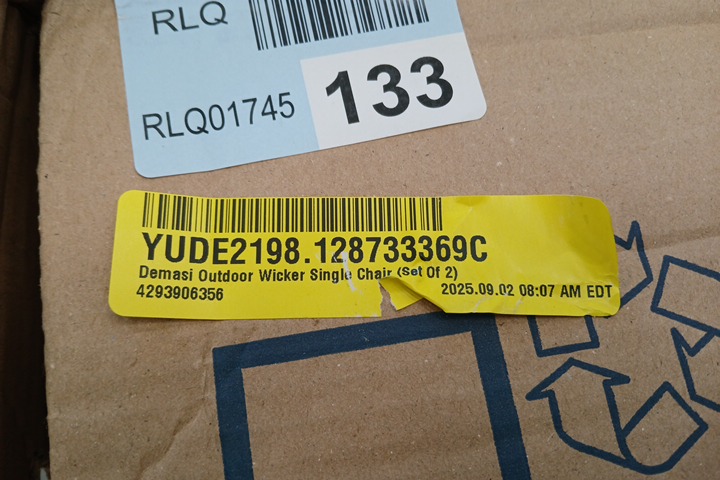 RLQ
RLQ01745
133
YUDE2198.128733369C
Demasi Outdoor Wicker Single Chair (Set Of 2)
4293906356
2025.09.02 08:07 AM EDT